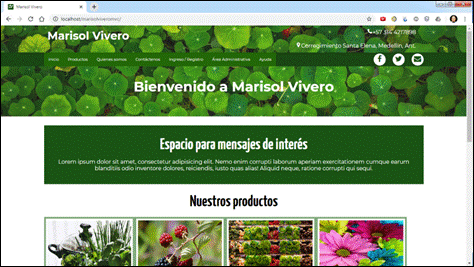 Marisol Vivero
localhost/marisolviveromvc/
Marisol Vivero
+57 314 4217898
Corregimiento Santa Elena, Medellin, Ant.
Inicio Productos Quienes somos Contáctenos Ingreso / Registro Área Administrativa Ayuda
Bienvenido a Marisol Vivero
Espacio para mensajes de interés
Lorem ipsum dolor sit amet, consectetur adipisicing elit. Nemo enim corrupti laborum aperiam exercitationem cumque earum
blanditiis odio inventore dolores, reiciendis, iusto quas alias! Aliquid neque, ratione corrupti qui sequi.
Nuestros productos